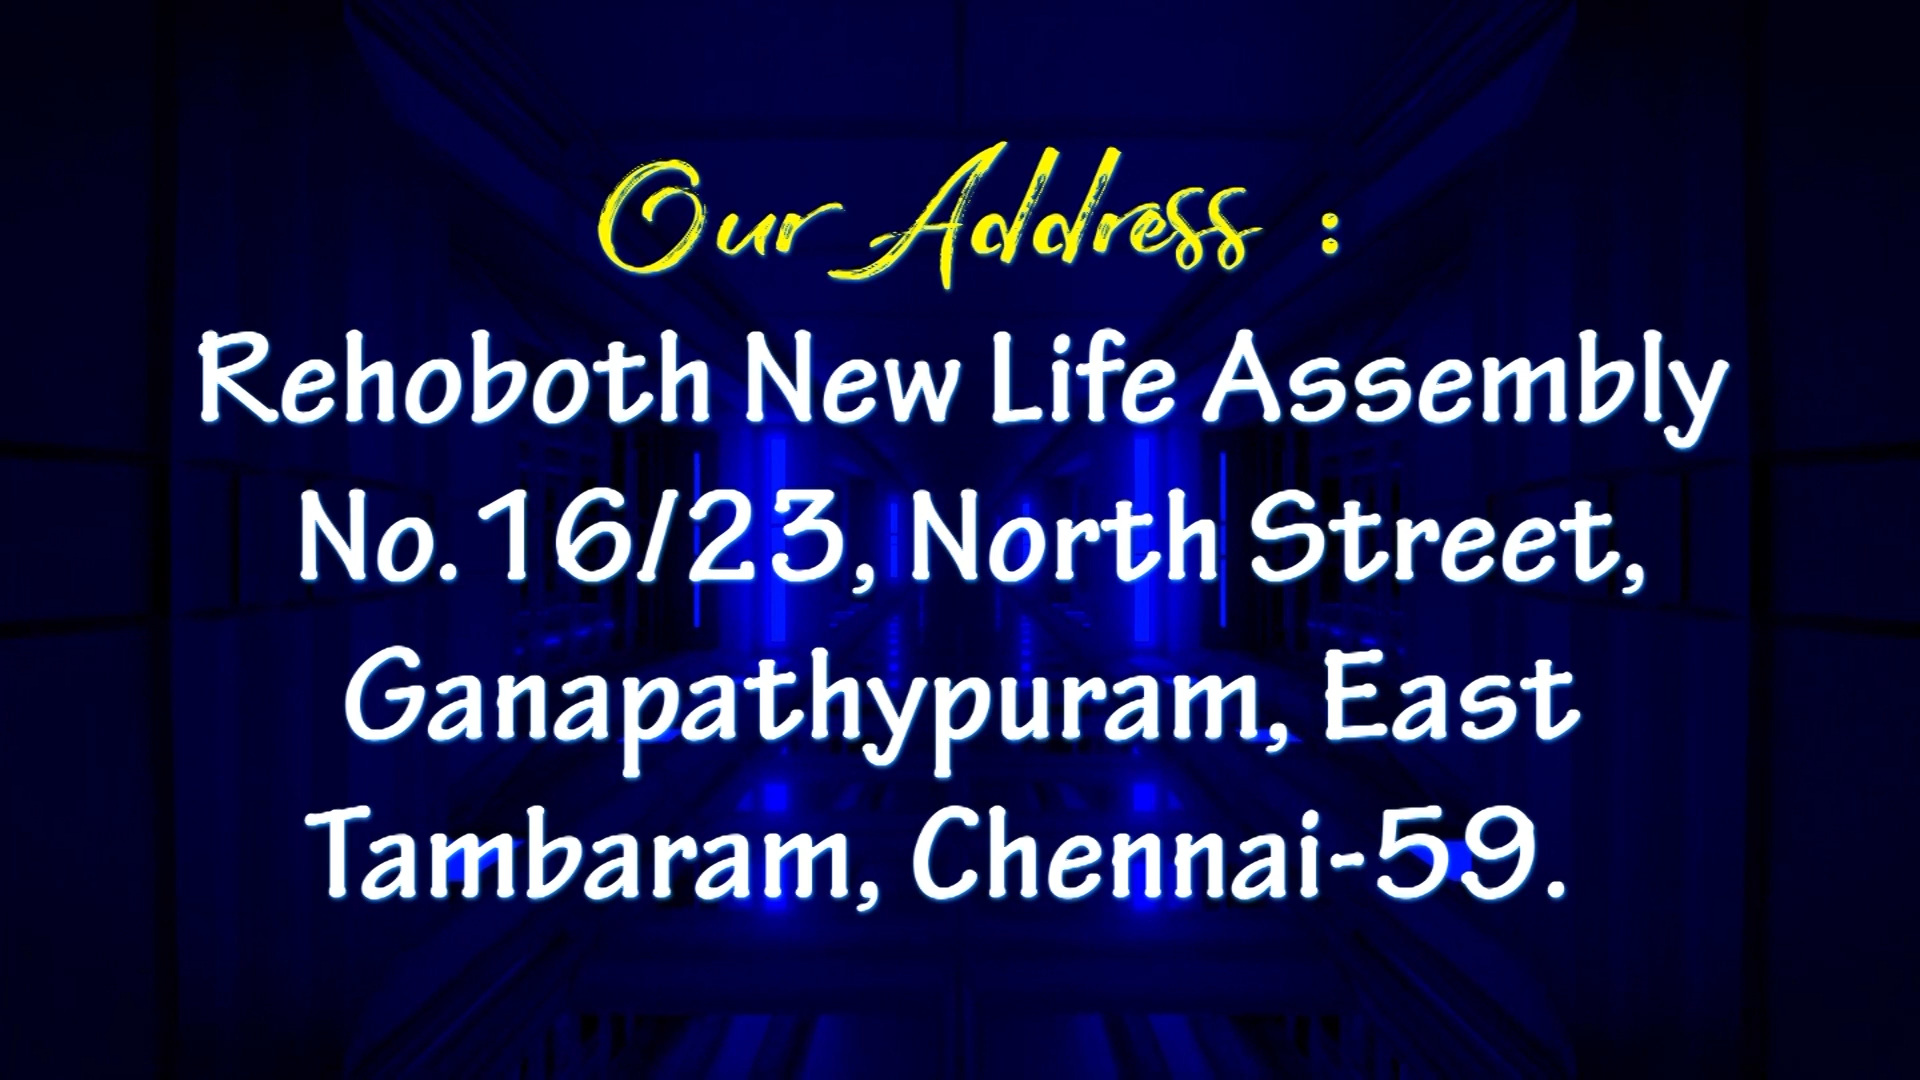 Our Address :
Rehoboth New Life Assembly
No.16/23, North Street,
Ganapathypuram, East
Tambaram, Chennai-59.